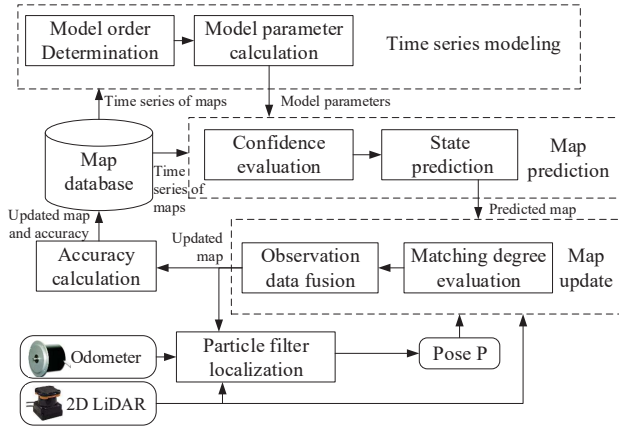 Model order
Determination
Model parameter
calculation
Time series modeling
Time series of maps
Model parameters
Map
database
Time
series of
maps
Confidence
evaluation
State
prediction
Map
prediction
Predicted map
Updated map
and accuracy
Accuracy
calculation
Updated
map
Observation
data fusion
Matching degree
evaluation
Map
update
Odometer
Particle filter
localization
Pose P
2D LiDAR